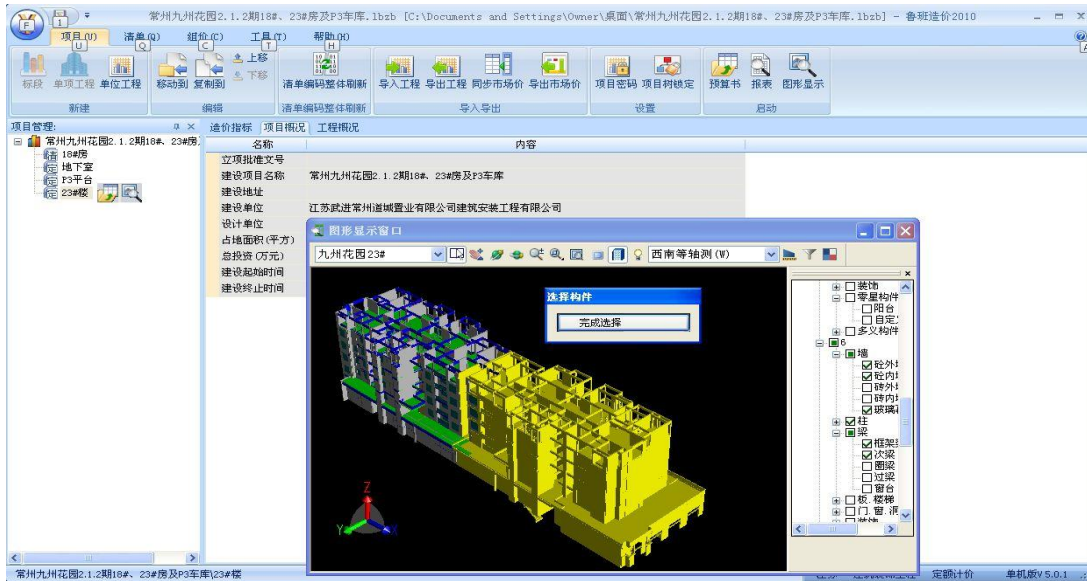 常州九州花园2.1.2期18#、23#房及P3车库.lbzb [C:\Documents and Settings\Owner\桌面\常州九州花园2.1.2期18#、23#房及P3车库.lbzb] - 鲁班造价2010
F 1
项目(U) 清单(Q) 组价(C) 工具(T) 帮助(H)
U Q C T H
标段 单项工程 单位工程 移动到 复制到 上移 下移 清单编码整体刷新 导入工程 导出工程 同步市场价 导出市场价 项目密码 项目树锁定 预算书 报表 图形显示
新建 编辑 清单编码整体刷新 导入导出 设置 启动
项目管理: 造价指标 项目概况 工程概况
常州九州花园2.1.2期18#、23#房
18#房
地下室
P3平台
23#楼
名称 内容
立项批准文号
建设项目名称 常州九州花园2.1.2期18#、23#房及P3车库
建设地址
建设单位 江苏武进常州道城置业有限公司建筑安装工程有限公司
设计单位
占地面积(平方)
总投资(万元)
建设起始时间
建设终止时间
图形显示窗口
九州花园23# 西南等轴测(W)
选择构件
完成选择
装饰
零星构件
阳台
自定
多义构件
6
墙
砼外
砼内
砖外
砖内
玻璃
柱
梁
框架
次梁
圈梁
过梁
窗台
板.楼梯
门.窗.洞
装饰
Z
Y X
常州九州花园2.1.2期18#、23#房及P3车库\23#楼 定额计价 单机版V5.0.1